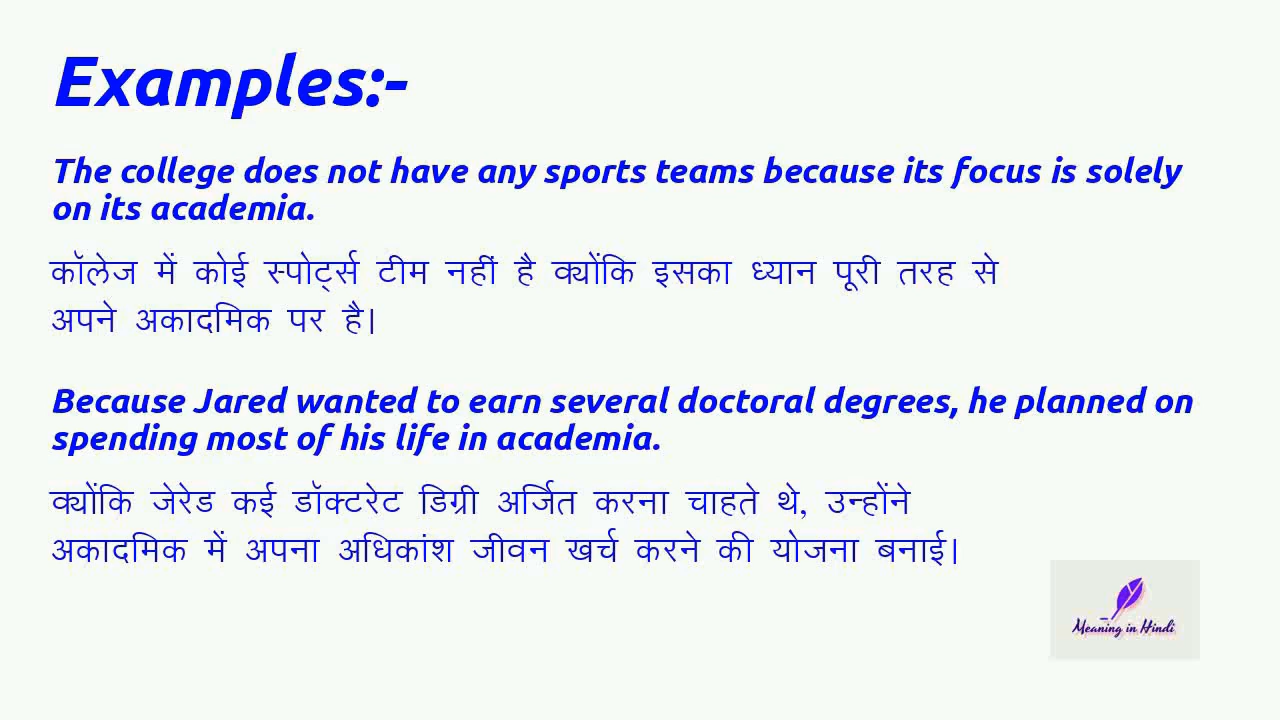 Examples:-
The college does not have any sports teams because its focus is solely
on its academia.
कॉलेज में कोई स्पोर्ट्स टीम नहीं है क्योंकि इसका ध्यान पूरी तरह से
अपने अकादमिक पर है।
Because Jared wanted to earn several doctoral degrees, he planned on
spending most of his life in academia.
क्योंकि जेरेड कई डॉक्टरेट डिग्री अर्जित करना चाहते थे, उन्होंने
अकादमिक में अपना अधिकांश जीवन खर्च करने की योजना बनाई।
Meaning in Hindi